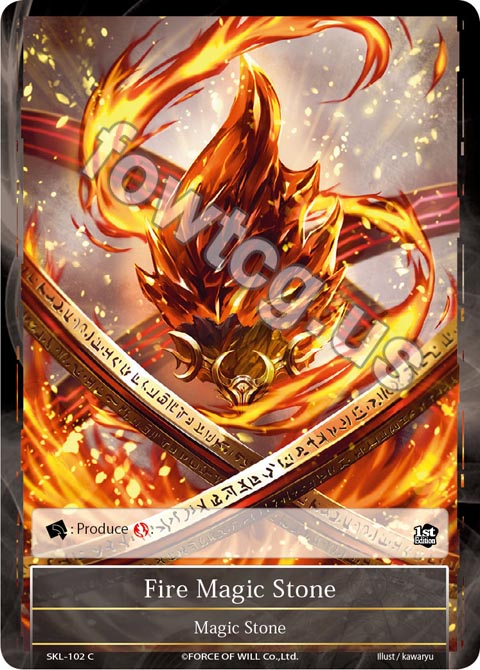 fowtcg.us
: Produce .
1st
Edition
Fire Magic Stone
Magic Stone
SKL-102 C ©FORCE OF WILL Co.,Ltd. Illust / kawaryu